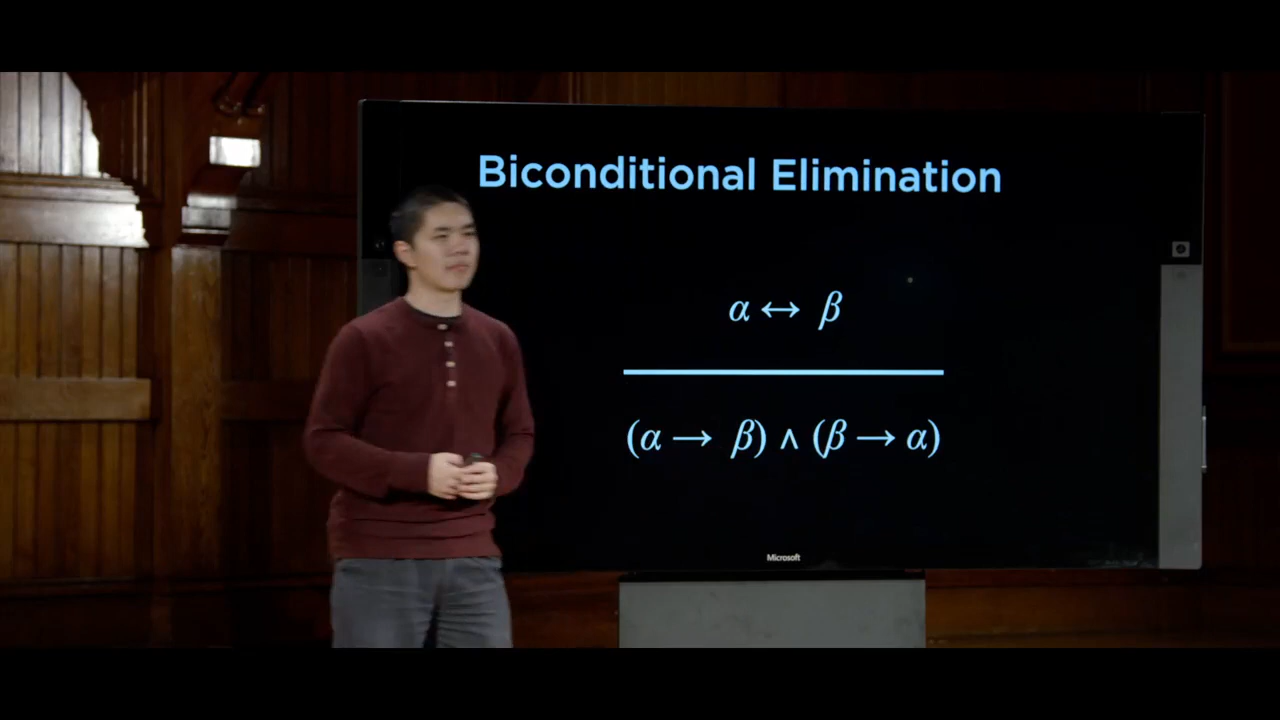 Biconditional Elimination
α ↔ β
(α → β) ∧ (β → α)
Microsoft